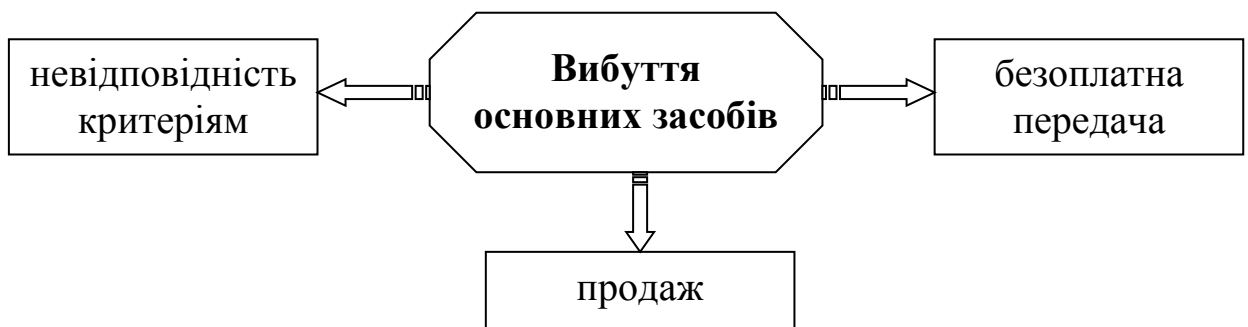 невідповідність
критеріям
Вибуття
основних засобів
безоплатна
передача
продаж